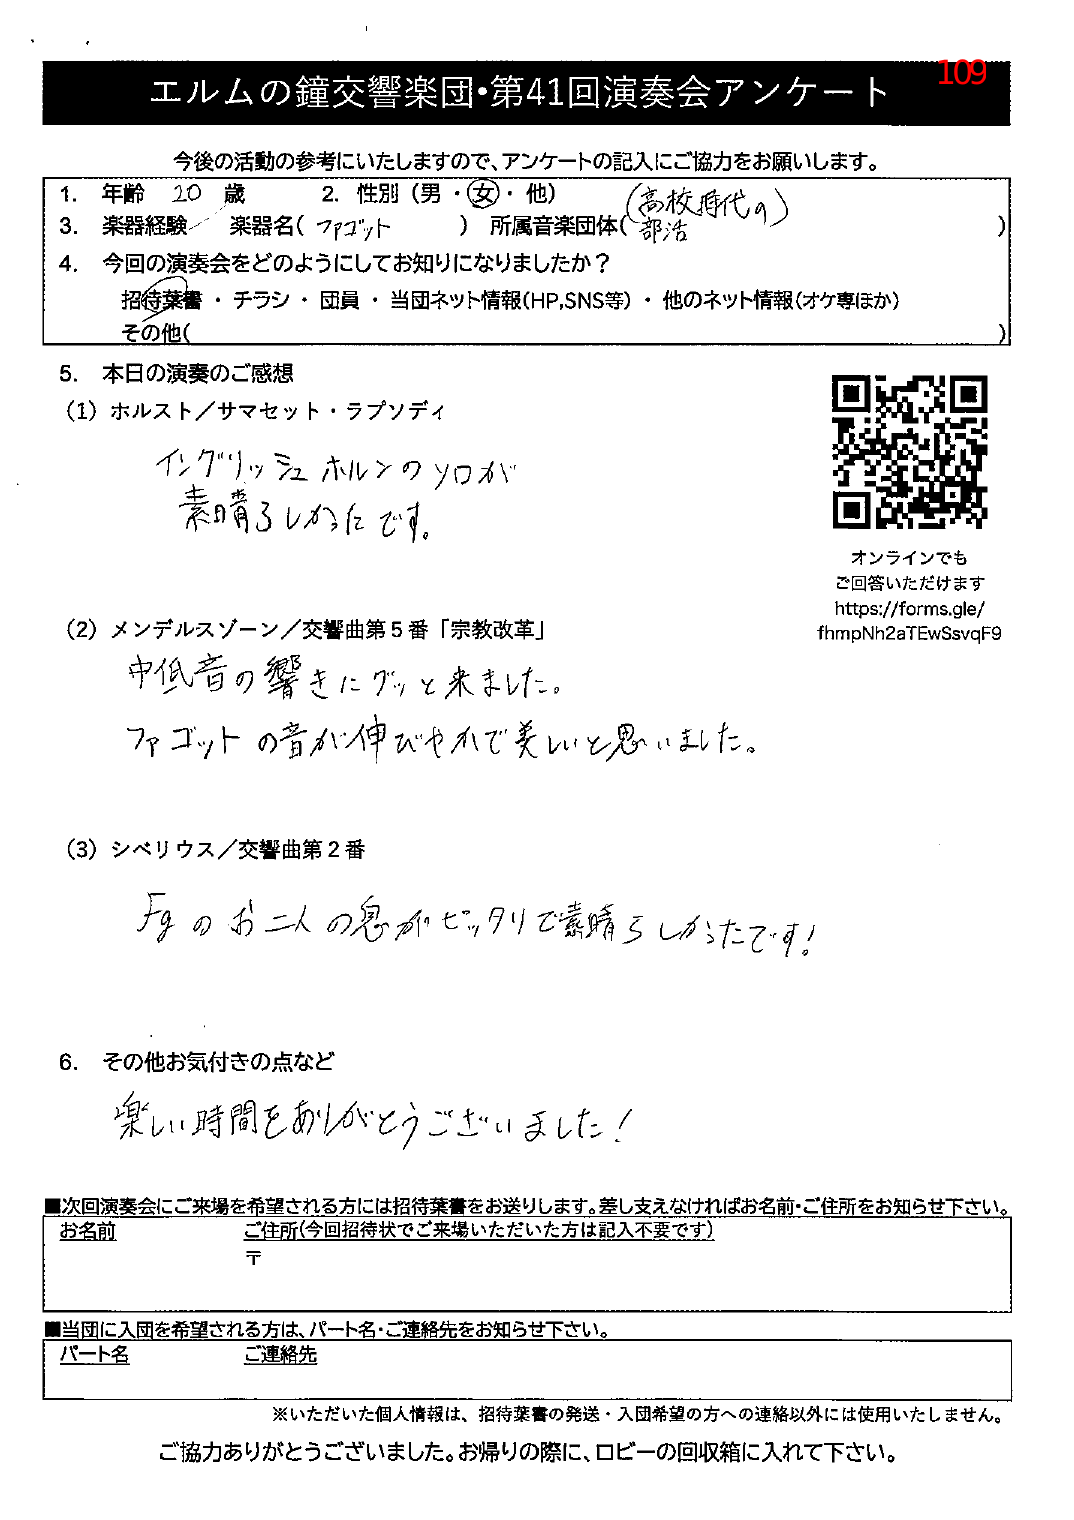 109
エルムの鐘交響楽団•第41回演奏会アンケート
今後の活動の参考にいたしますので、アンケートの記入にご協力をお願いします。
1. 年齢 20 歳 2. 性別（男 ・ 女 ・ 他）
3. 楽器経験 楽器名( ファゴット ) 所属音楽団体( (高校時代の)部活 )
4. 今回の演奏会をどのようにしてお知りになりましたか？
招待葉書 ・ チラシ ・ 団員 ・ 当団ネット情報(HP,SNS等) ・ 他のネット情報(オケ専ほか)
その他( )
5. 本日の演奏のご感想
（1）ホルスト／サマセット・ラプソディ
イングリッシュホルンのソロが
素晴らしかったです。
オンラインでも
ご回答いただけます
https://forms.gle/
fhmpNh2aTEwSsvqF9
（2）メンデルスゾーン／交響曲第５番「宗教改革」
中低音の響きにグッと来ました。
ファゴットの音が伸びやかで美しいと思いました。
（3）シベリウス／交響曲第２番
Fgのお二人の息がピッタリで素晴らしかったです!
6. その他お気付きの点など
楽しい時間をありがとうございました!
■次回演奏会にご来場を希望される方には招待葉書をお送りします。差し支えなければお名前・ご住所をお知らせ下さい。
お名前 ご住所(今回招待状でご来場いただいた方は記入不要です)
〒
■当団に入団を希望される方は、パート名・ご連絡先をお知らせ下さい。
パート名 ご連絡先
※いただいた個人情報は、招待葉書の発送・入団希望の方への連絡以外には使用いたしません。
ご協力ありがとうございました。お帰りの際に、ロビーの回収箱に入れて下さい。